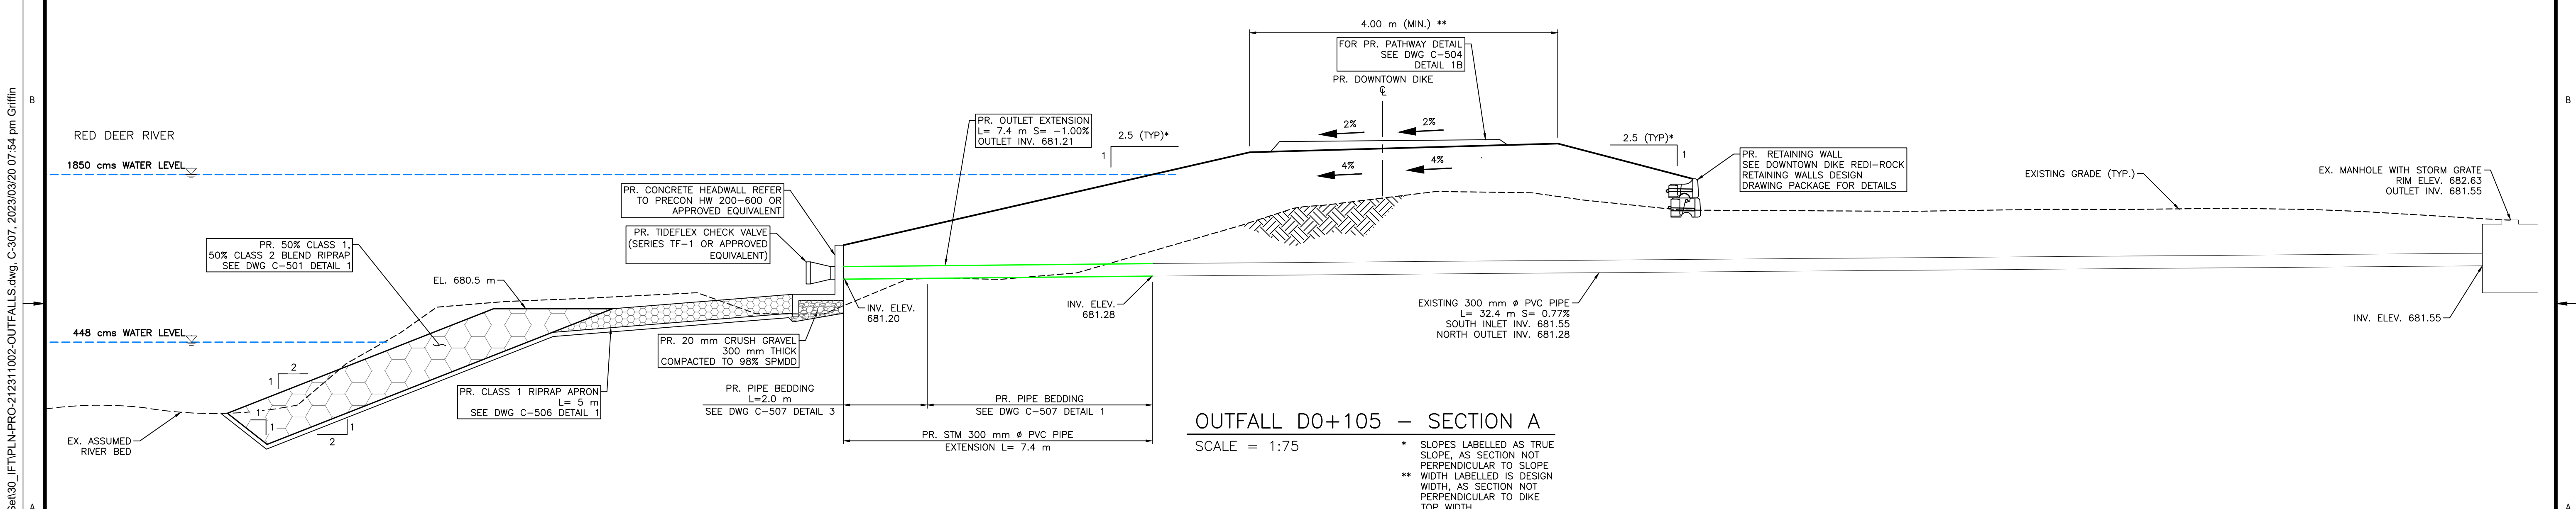 Set\30_IFT\PLN-PRO-212311002-OUTFALLS.dwg, C-307, 2023/03/20 07:54 pm Griffin
B
A
RED DEER RIVER
1850 cms WATER LEVEL
448 cms WATER LEVEL
PR. 50% CLASS 1,
50% CLASS 2 BLEND RIPRAP
SEE DWG C-501 DETAIL 1
EL. 680.5 m
1
2
1
1
2
1
EX. ASSUMED
RIVER BED
PR. CLASS 1 RIPRAP APRON
L= 5 m
SEE DWG C-506 DETAIL 1
PR. CONCRETE HEADWALL REFER
TO PRECON HW 200-600 OR
APPROVED EQUIVALENT
PR. TIDEFLEX CHECK VALVE
(SERIES TF-1 OR APPROVED
EQUIVALENT)
PR. 20 mm CRUSH GRAVEL
300 mm THICK
COMPACTED TO 98% SPMDD
PR. PIPE BEDDING
L=2.0 m
SEE DWG C-507 DETAIL 3
PR. PIPE BEDDING
SEE DWG C-507 DETAIL 1
PR. STM 300 mm ø PVC PIPE
EXTENSION L= 7.4 m
INV. ELEV.
681.20
INV. ELEV.
681.28
PR. OUTLET EXTENSION
L= 7.4 m S= -1.00%
OUTLET INV. 681.21
2.5 (TYP)*
1
4.00 m (MIN.) **
FOR PR. PATHWAY DETAIL
SEE DWG C-504
DETAIL 1B
PR. DOWNTOWN DIKE
℄
2%
2%
4%
4%
2.5 (TYP)*
1
PR. RETAINING WALL
SEE DOWNTOWN DIKE REDI-ROCK
RETAINING WALLS DESIGN
DRAWING PACKAGE FOR DETAILS
EXISTING GRADE (TYP.)
EX. MANHOLE WITH STORM GRATE
RIM ELEV. 682.63
OUTLET INV. 681.55
EXISTING 300 mm ø PVC PIPE
L= 32.4 m S= 0.77%
SOUTH INLET INV. 681.55
NORTH OUTLET INV. 681.28
INV. ELEV. 681.55
OUTFALL D0+105 – SECTION A
SCALE = 1:75
* SLOPES LABELLED AS TRUE
SLOPE, AS SECTION NOT
PERPENDICULAR TO SLOPE
** WIDTH LABELLED IS DESIGN
WIDTH, AS SECTION NOT
PERPENDICULAR TO DIKE
TOP WIDTH
B
A